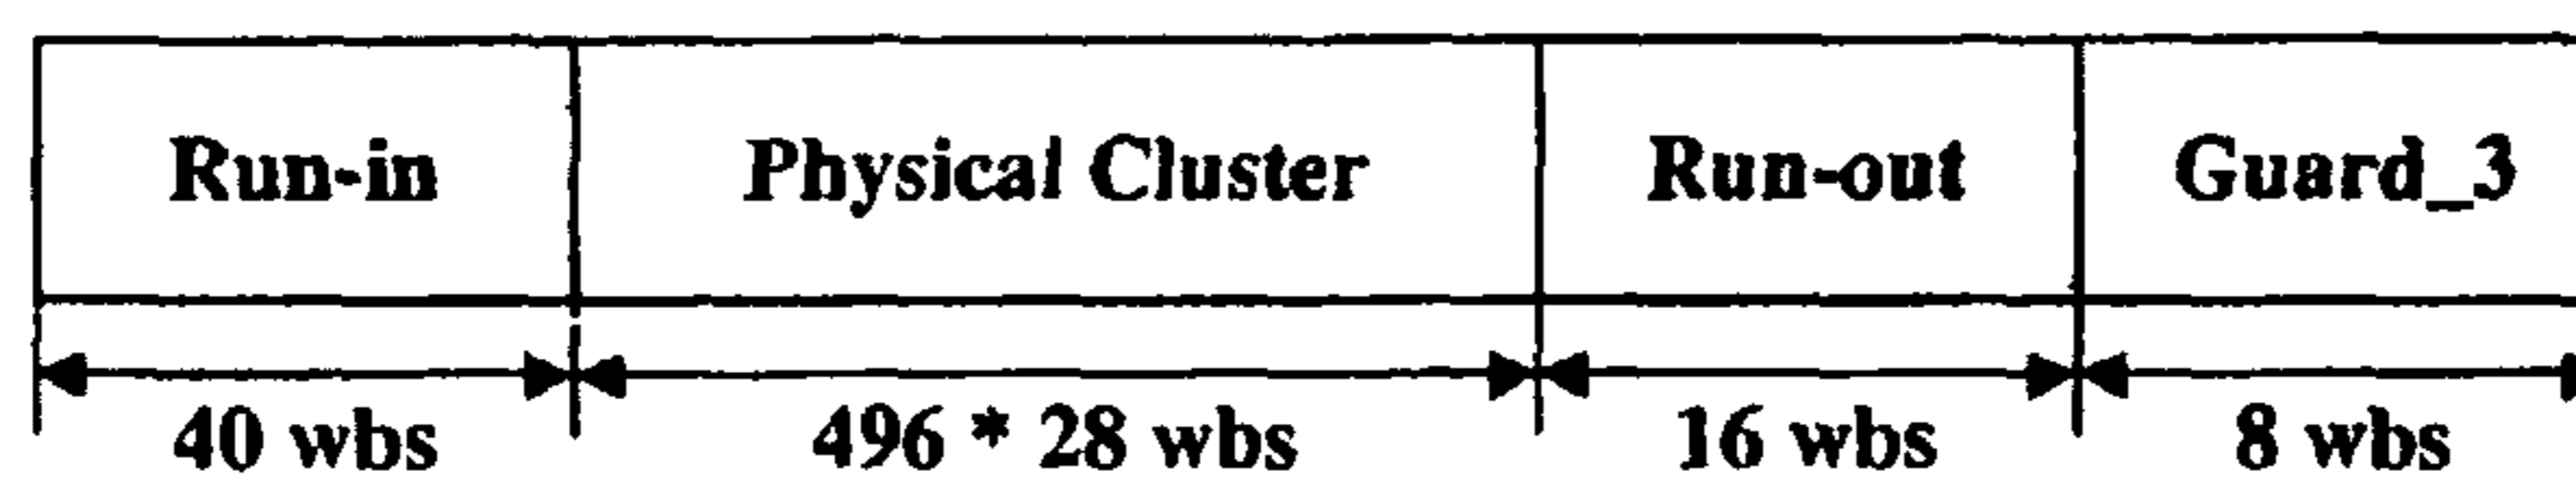 Run-in Physical Cluster Run-out Guard_3
40 wbs 496 * 28 wbs 16 wbs 8 wbs